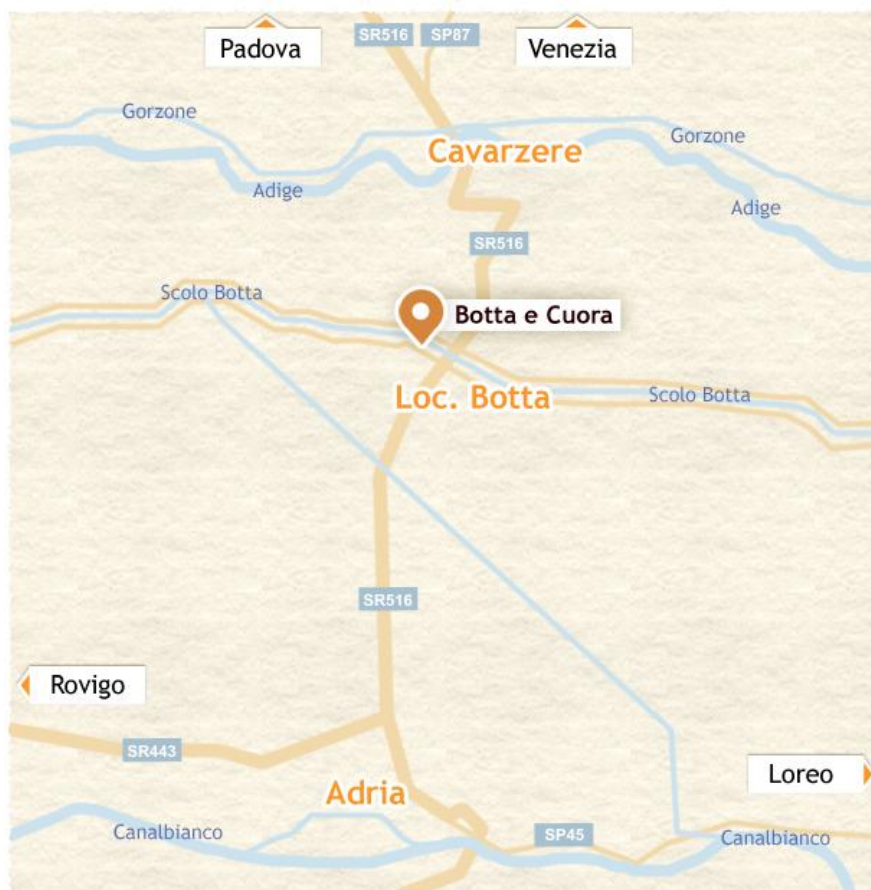 SR516
SP87
Padova
Venezia
Gorzone
Gorzone
Cavarzere
Adige
Adige
SR516
Scolo Botta
Botta e Cuora
Loc. Botta
Scolo Botta
SR516
Rovigo
SR443
Loreo
Adria
Canalbianco
SP45
Canalbianco